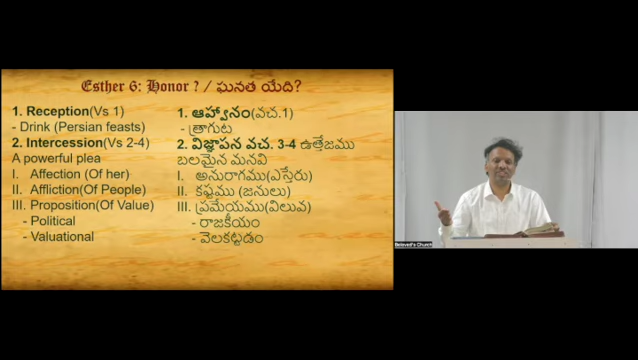 Esther 6: Honor ? / ఘనత యేది?
1. Reception(Vs 1)
- Drink (Persian feasts)
2. Intercession(Vs 2-4)
A powerful plea
I. Affection (Of her)
II. Affliction(Of People)
III. Proposition(Of Value)
- Political
- Valuational
1. ఆహ్వానం(వచ.1)
- త్రాగుట
2. విజ్ఞాపన వచ. 3-4 ఉత్తేజము
బలమైన మనవి
I. అనురాగము(ఎస్తేరు)
II. కష్టము (జనులు)
III. ప్రమేయము(విలువ)
- రాజకీయం
- వెలకట్టడం
Beloved's Church